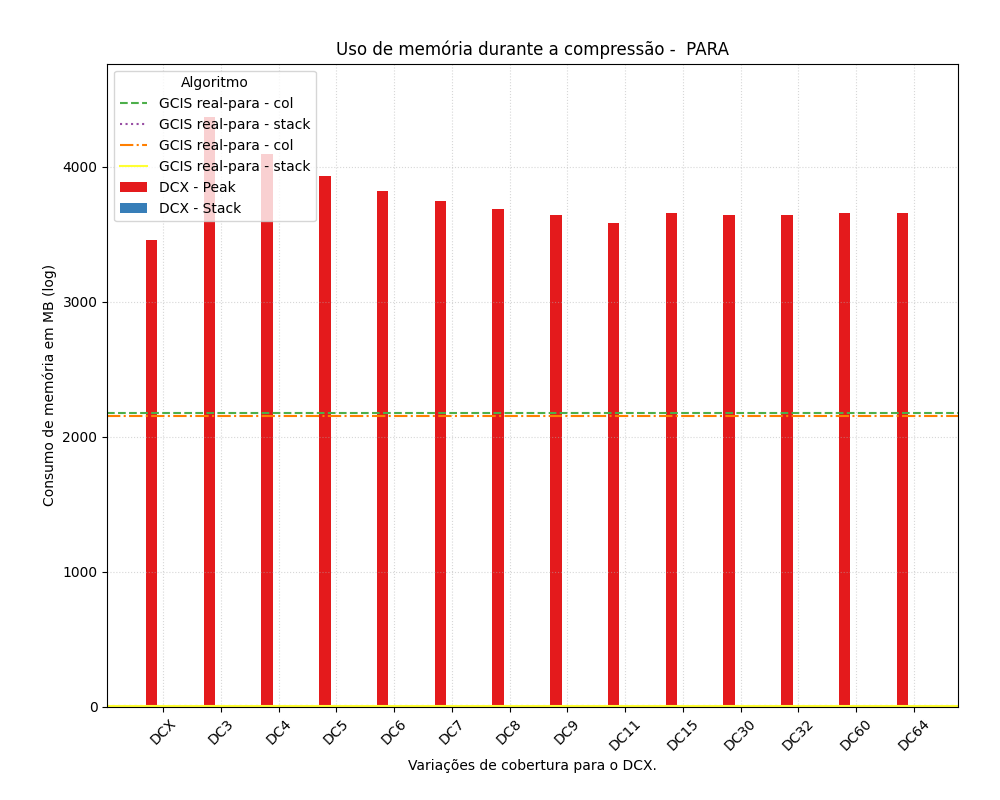 Uso de memória durante a compressão -  PARA
Algoritmo
GCIS real-para - col
GCIS real-para - stack
GCIS real-para - col
GCIS real-para - stack
DCX - Peak
DCX - Stack
Consumo de memória em MB (log)
4000
3000
2000
1000
0
DCX
DC3
DC4
DC5
DC6
DC7
DC8
DC9
DC11
DC15
DC30
DC32
DC60
DC64
Variações de cobertura para o DCX.